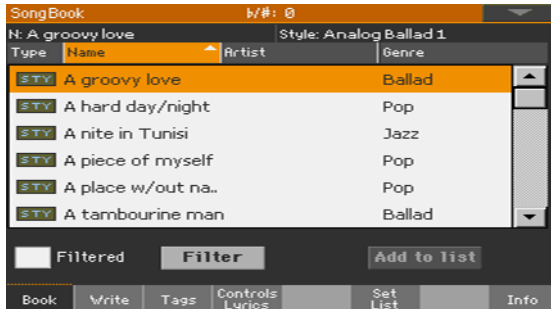 SongBook ♭/#: 0
N: A groovy love Style: Analog Ballad 1
Type Name Artist Genre
STY A groovy love Ballad
STY A hard day/night Pop
STY A nite in Tunisi Jazz
STY A piece of myself Pop
STY A place w/out na.. Pop
STY A tambourine man Ballad
Filtered Filter Add to list
Book Write Tags Controls Lyrics Set List Info